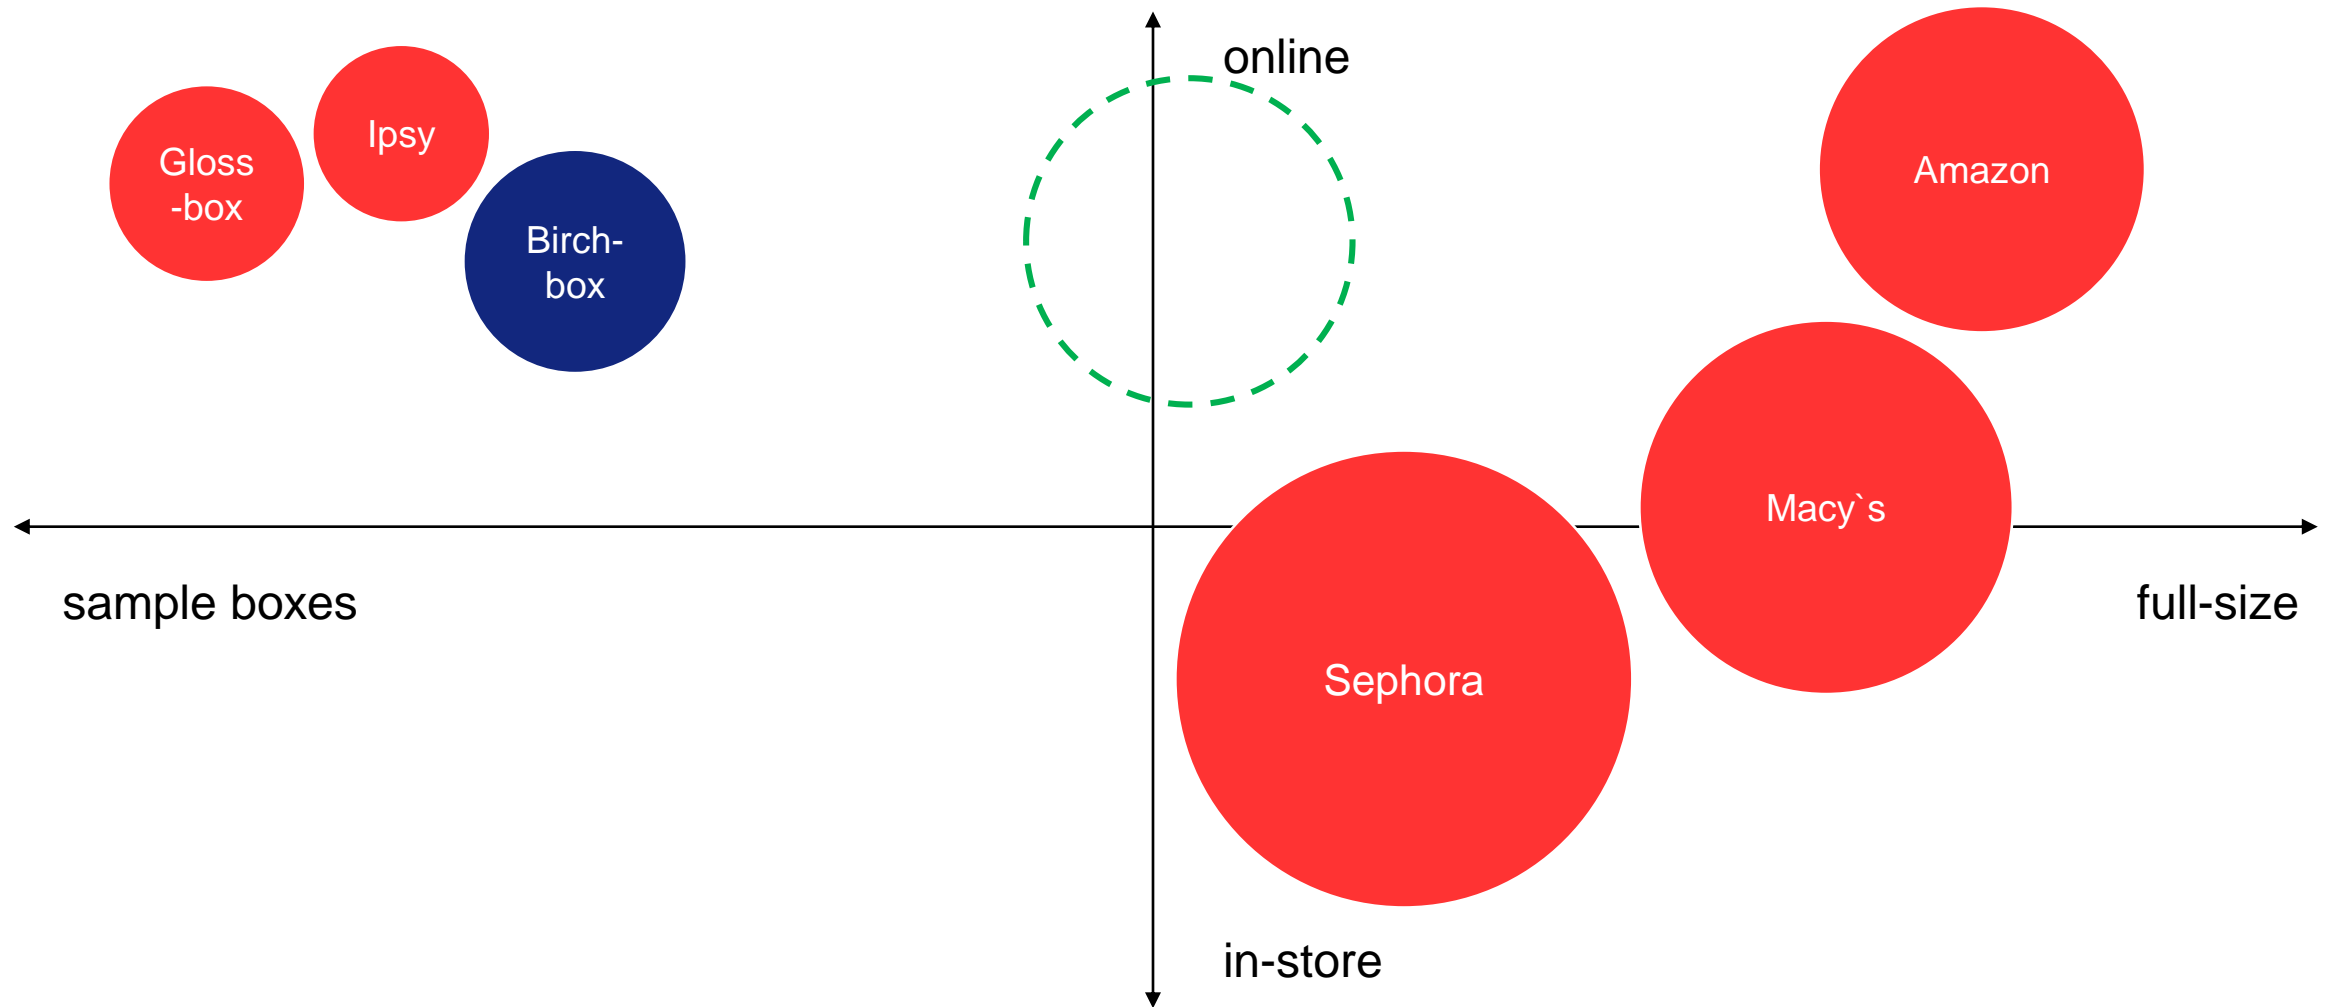 online
Ipsy
Gloss
-box
Amazon
Birch-
box
Macy`s
sample boxes
full-size
Sephora
in-store